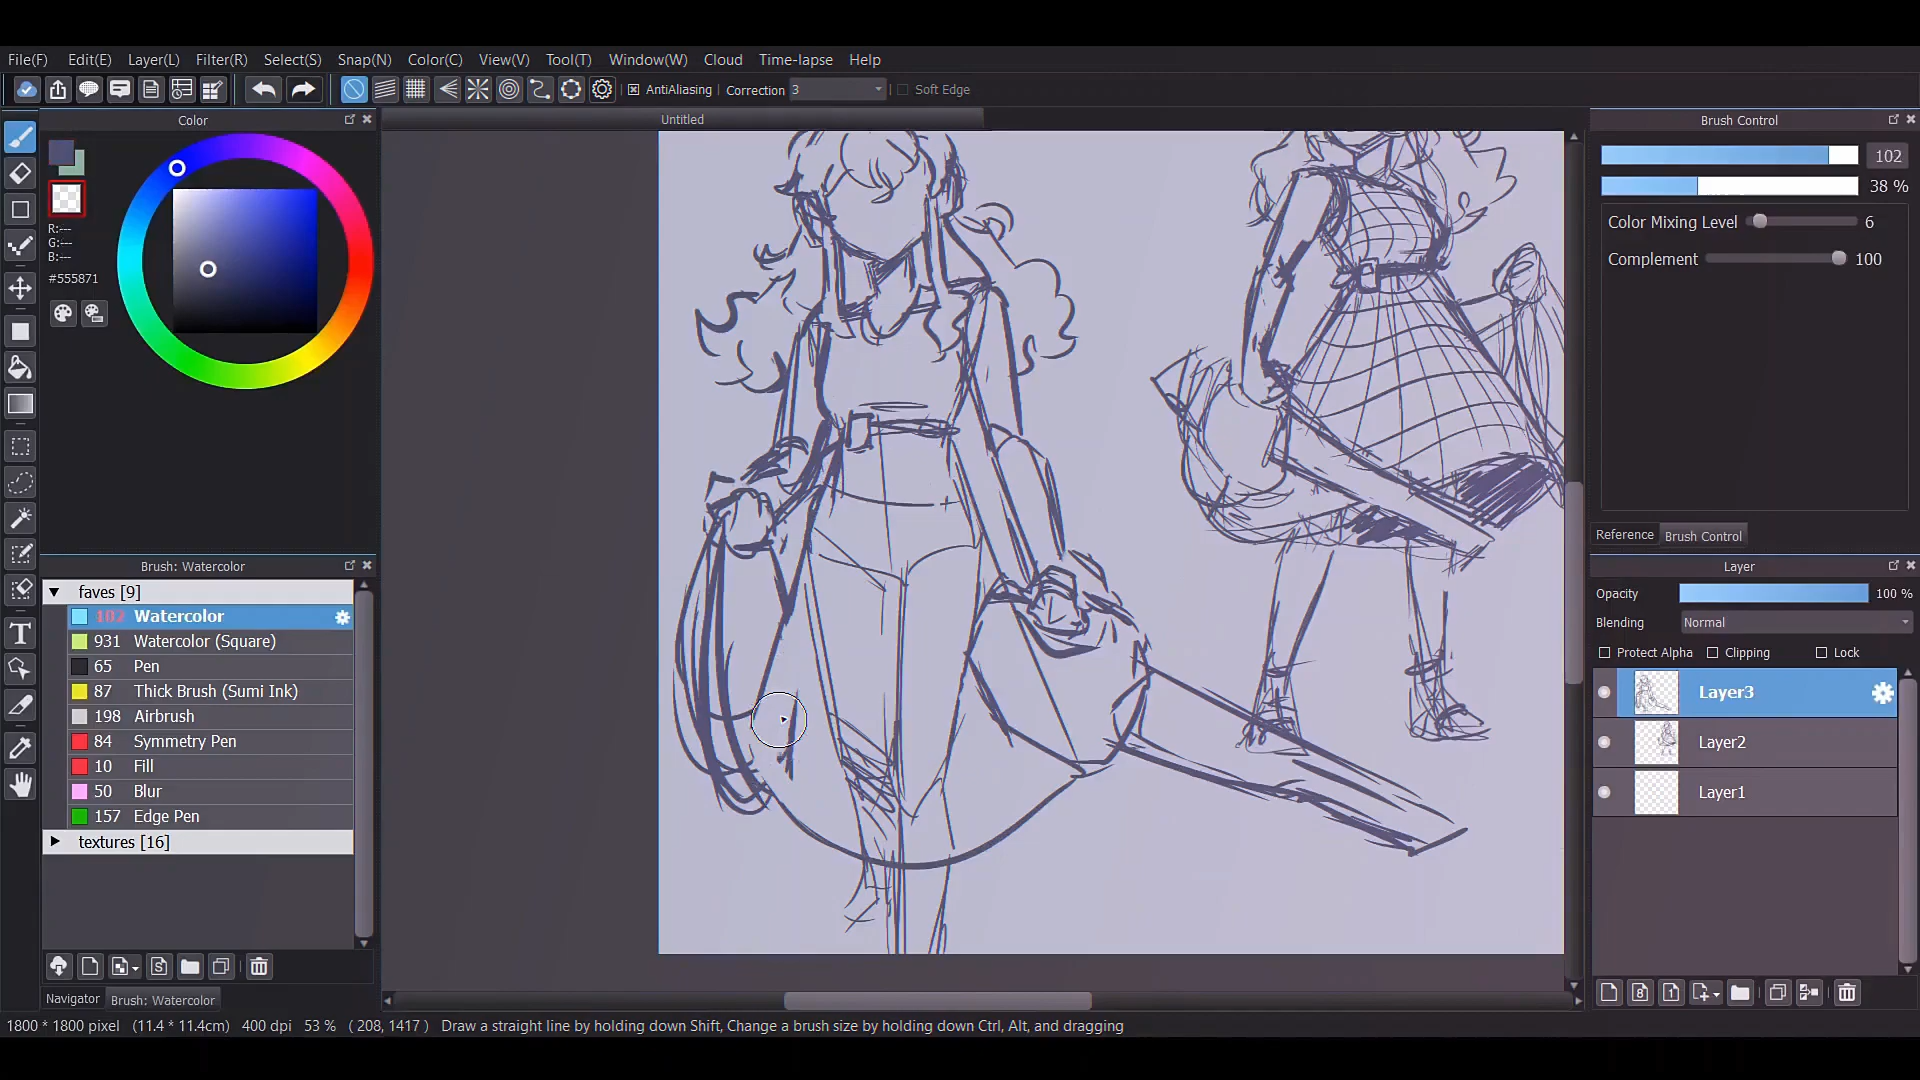 File(F) Edit(E) Layer(L) Filter(R) Select(S) Snap(N) Color(C) View(V) Tool(T) Window(W) Cloud Time-lapse Help
AntiAliasing Correction 3 Soft Edge
Color
Untitled
Brush Control
102
38 %
R:---
G:---
B:---
#555871
Color Mixing Level 6
Complement 100
Reference Brush Control
Brush: Watercolor
faves [9]
102 Watercolor
931 Watercolor (Square)
65 Pen
87 Thick Brush (Sumi Ink)
198 Airbrush
84 Symmetry Pen
10 Fill
50 Blur
157 Edge Pen
textures [16]
Navigator Brush: Watercolor
Layer
Opacity 100 %
Blending Normal
Protect Alpha Clipping Lock
Layer3
Layer2
Layer1
S
8
1
T
1800 * 1800 pixel (11.4 * 11.4cm) 400 dpi 53 % ( 208, 1417 ) Draw a straight line by holding down Shift, Change a brush size by holding down Ctrl, Alt, and dragging